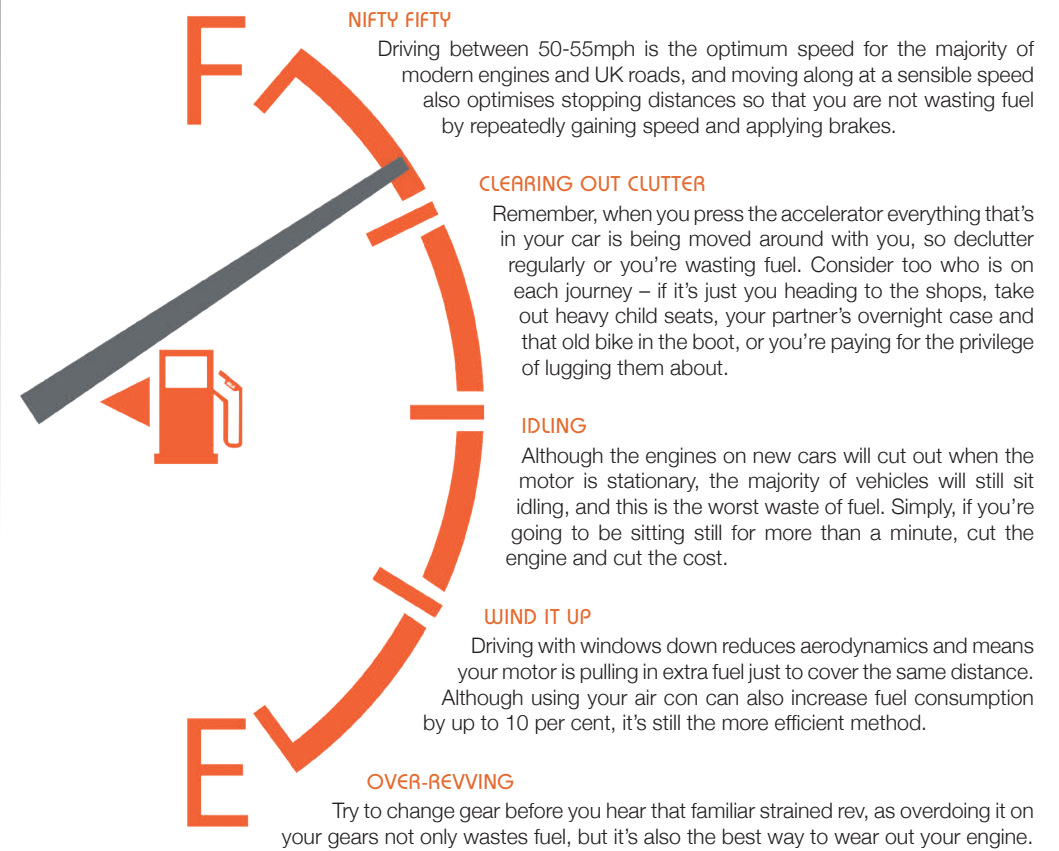 F
NIFTY FIFTY
Driving between 50-55mph is the optimum speed for the majority of
modern engines and UK roads, and moving along at a sensible speed
also optimises stopping distances so that you are not wasting fuel
by repeatedly gaining speed and applying brakes.
CLEARING OUT CLUTTER
Remember, when you press the accelerator everything that's
in your car is being moved around with you, so declutter
regularly or you're wasting fuel. Consider too who is on
each journey – if it's just you heading to the shops, take
out heavy child seats, your partner's overnight case and
that old bike in the boot, or you're paying for the privilege
of lugging them about.
IDLING
Although the engines on new cars will cut out when the
motor is stationary, the majority of vehicles will still sit
idling, and this is the worst waste of fuel. Simply, if you're
going to be sitting still for more than a minute, cut the
engine and cut the cost.
WIND IT UP
Driving with windows down reduces aerodynamics and means
your motor is pulling in extra fuel just to cover the same distance.
Although using your air con can also increase fuel consumption
by up to 10 per cent, it's still the more efficient method.
E
OVER-REVVING
Try to change gear before you hear that familiar strained rev, as overdoing it on
your gears not only wastes fuel, but it's also the best way to wear out your engine.